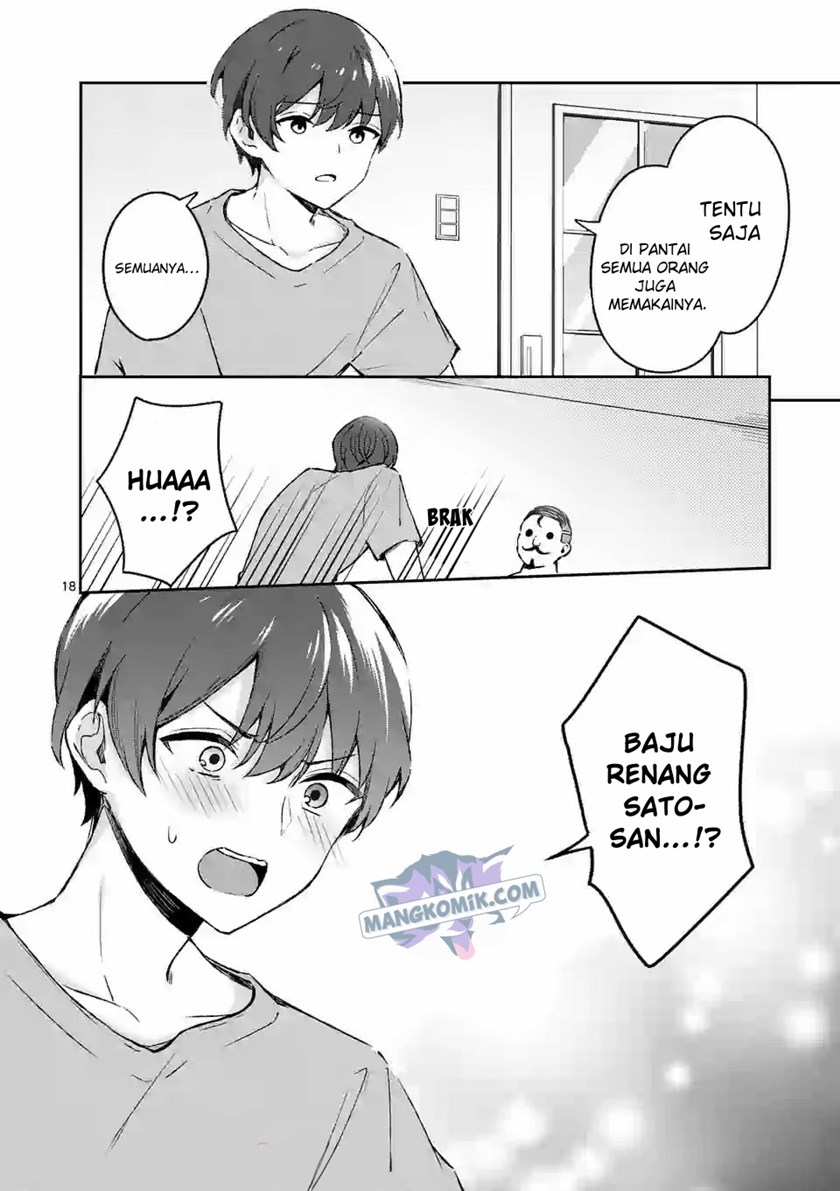 TENTU
SAJA
DI PANTAI
SEMUA ORANG
JUGA
MEMAKAINYA.
SEMUANYA...
HUAAA
...!?
BRAK
18
BAJU
RENANG
SATO-
SAN...!?
MANGKOMIK.COM